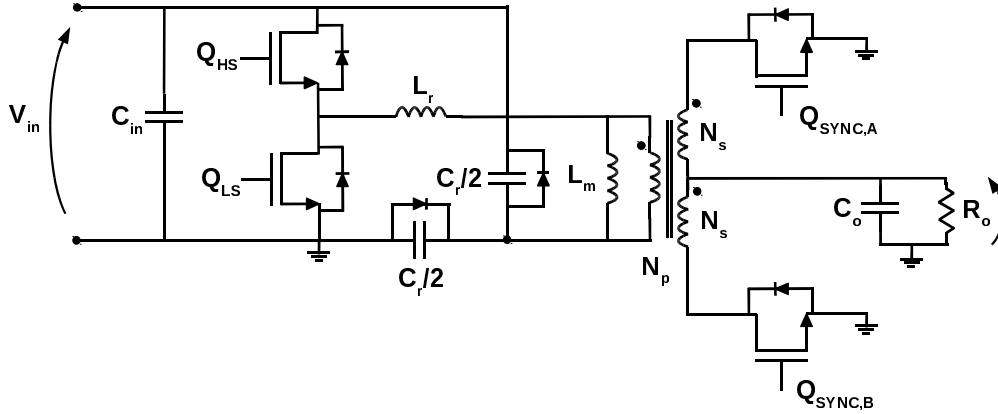 V_in
C_in
Q_HS
Q_LS
L_r
C_r/2
C_r/2
L_m
N_p
N_s
N_s
Q_SYNC,A
C_o
R_o
Q_SYNC,B